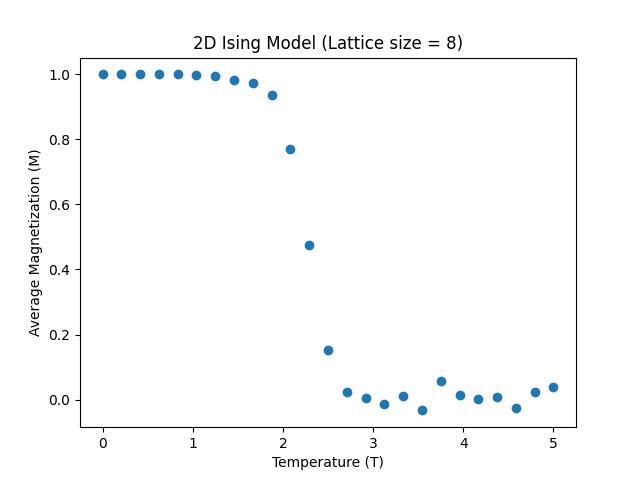 2D Ising Model (Lattice size = 8)
Average Magnetization (M)
1.0
0.8
0.6
0.4
0.2
0.0
0 1 2 3 4 5
Temperature (T)